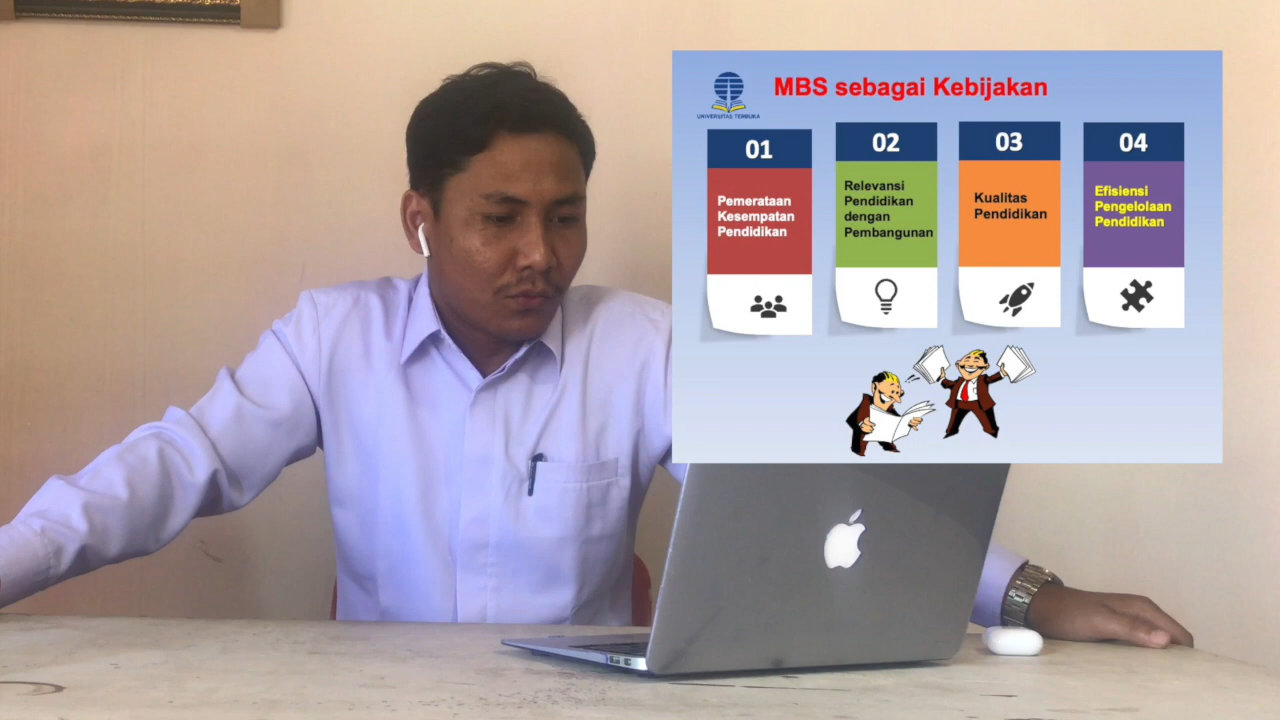 MBS sebagai Kebijakan
UNIVERSITAS TERBUKA
01
Pemerataan
Kesempatan
Pendidikan
02
Relevansi
Pendidikan
dengan
Pembangunan
03
Kualitas
Pendidikan
04
Efisiensi
Pengelolaan
Pendidikan